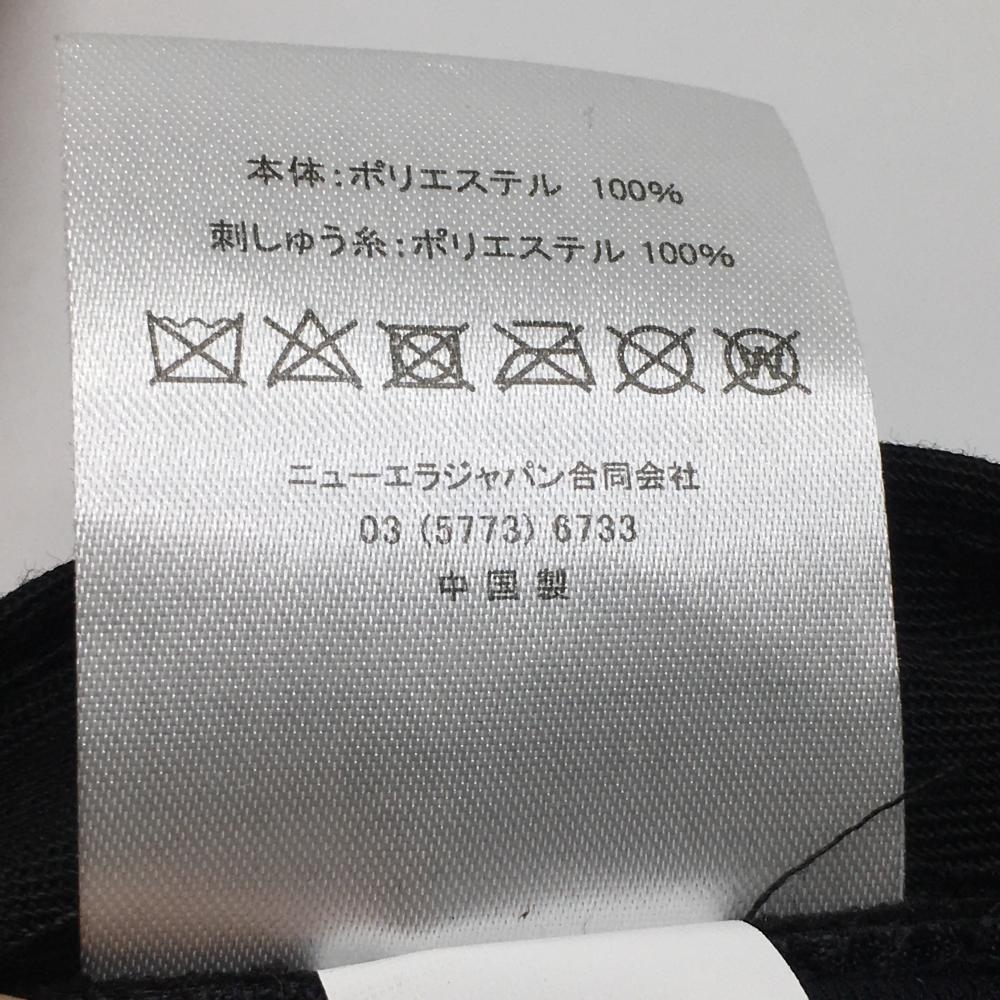 本体:ポリエステル 100%
刺しゅう糸:ポリエステル 100%
W
ニューエラジャパン合同会社
03 (5773) 6733
中国製